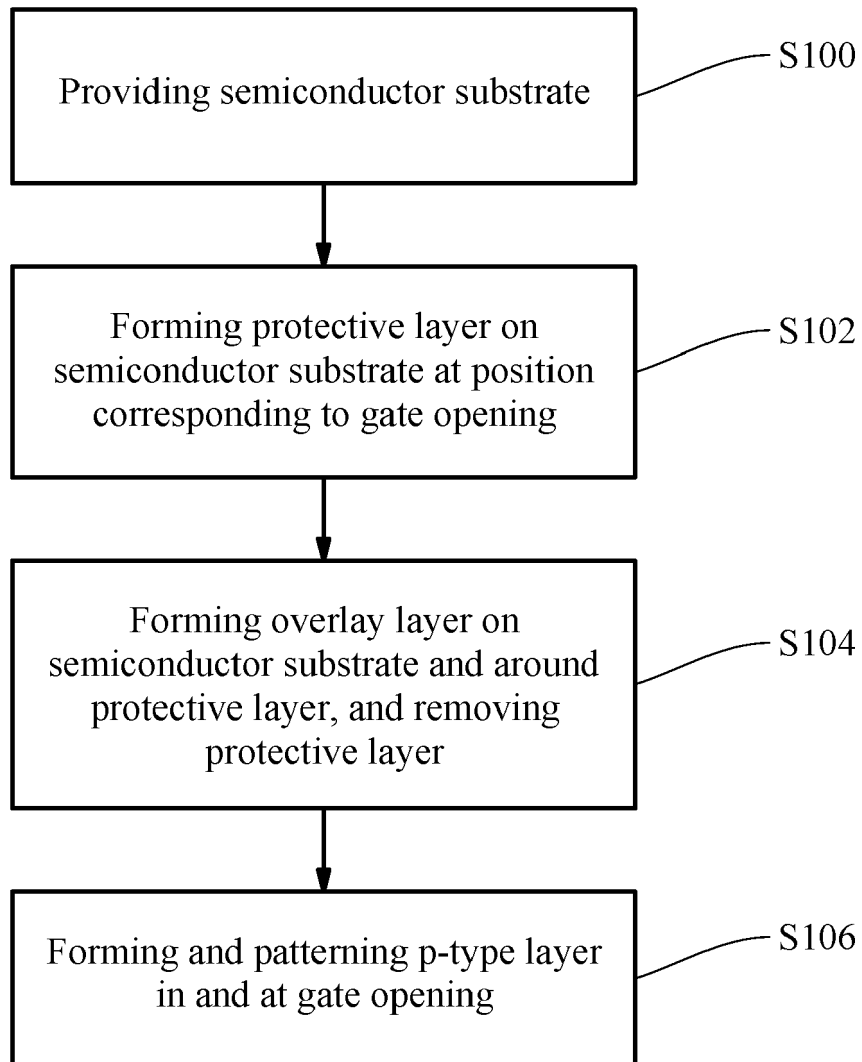 Providing semiconductor substrate
S100
Forming protective layer on
semiconductor substrate at position
corresponding to gate opening
S102
Forming overlay layer on
semiconductor substrate and around
protective layer, and removing
protective layer
S104
Forming and patterning p-type layer
in and at gate opening
S106